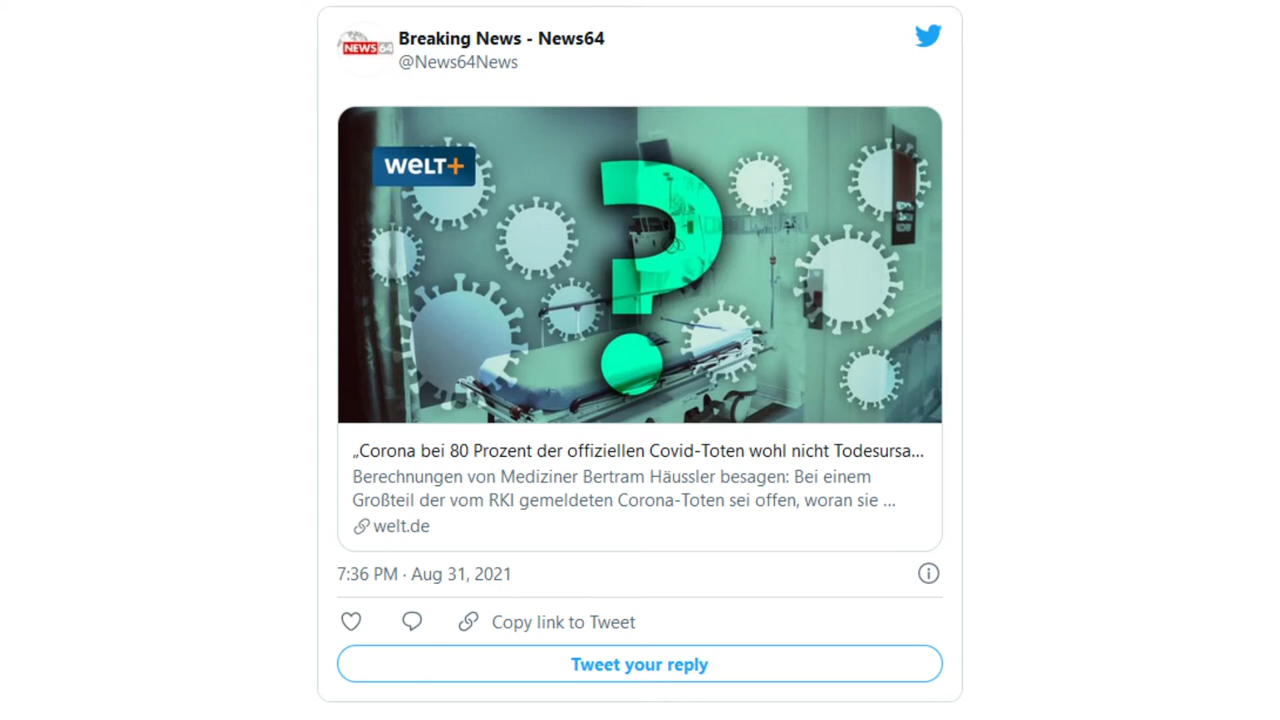 NEWS 64
Breaking News - News64
@News64News
WELT+
?
„Corona bei 80 Prozent der offiziellen Covid-Toten wohl nicht Todesursa...
Berechnungen von Mediziner Bertram Häussler besagen: Bei einem
Großteil der vom RKI gemeldeten Corona-Toten sei offen, woran sie ...
welt.de
7:36 PM · Aug 31, 2021
Copy link to Tweet
Tweet your reply